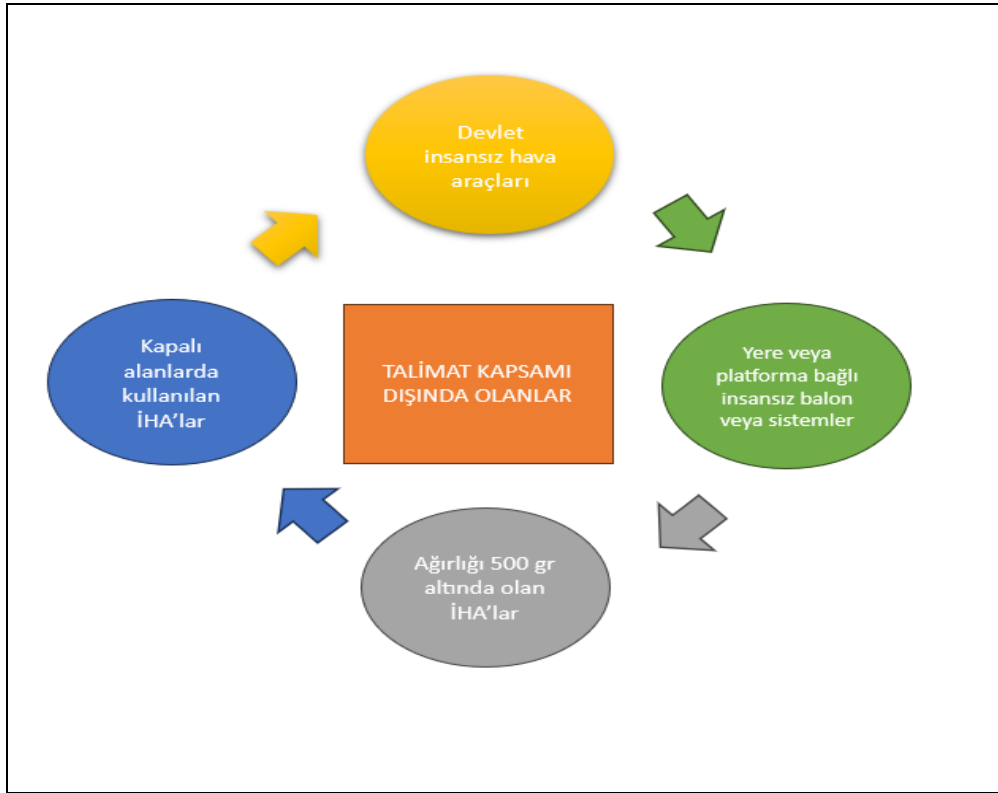 Devlet
insansız hava
araçları
Kapalı
alanlarda
kullanılan
İHA’lar
TALİMAT KAPSAMI
DIŞINDA OLANLAR
Yere veya
platforma bağlı
insansız balon
veya sistemler
Ağırlığı 500 gr
altında olan
İHA’lar